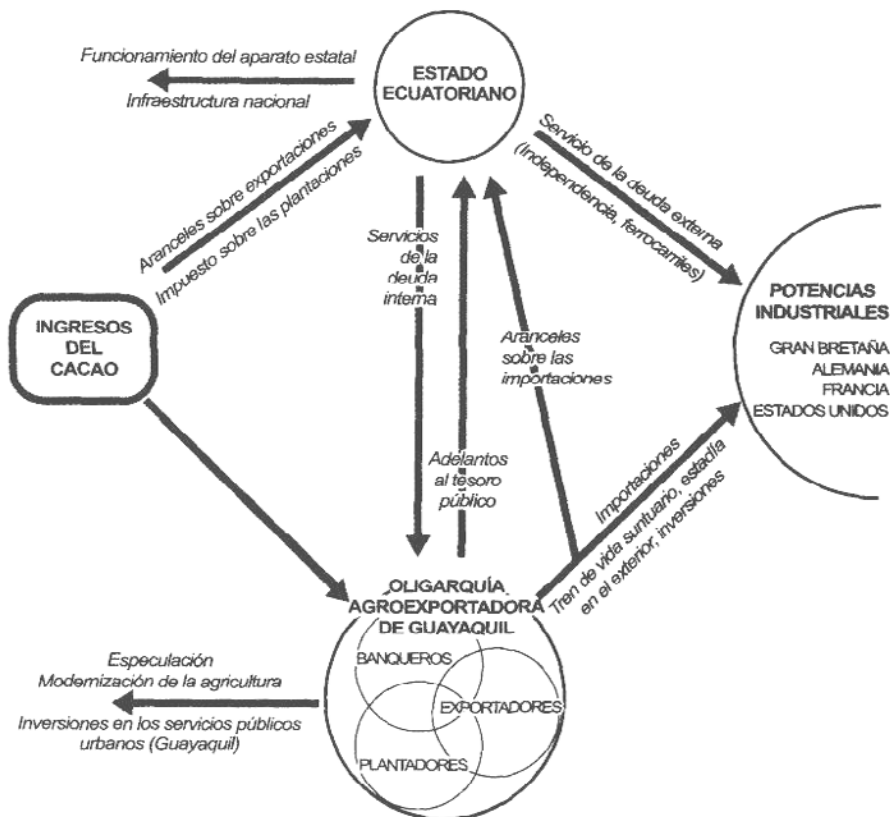 Funcionamiento del aparato estatal
Infraestructura nacional
ESTADO
ECUATORIANO
Aranceles sobre exportaciones
Impuesto sobre las plantaciones
Servicio de la deuda externa
(Independencia, ferrocarriles)
Servicios
de la
deuda
interna
INGRESOS
DEL
CACAO
Aranceles
sobre las
importaciones
POTENCIAS
INDUSTRIALES
GRAN BRETAÑA
ALEMANIA
FRANCIA
ESTADOS UNIDOS
Adelantos
al tesoro
público
Importaciones
Tren de vida suntuario, estadía
en el exterior, inversiones
OLIGARQUÍA
AGROEXPORTADORA
DE GUAYAQUIL
BANQUEROS
EXPORTADORES
PLANTADORES
Especulación
Modernización de la agricultura
Inversiones en los servicios públicos
urbanos (Guayaquil)